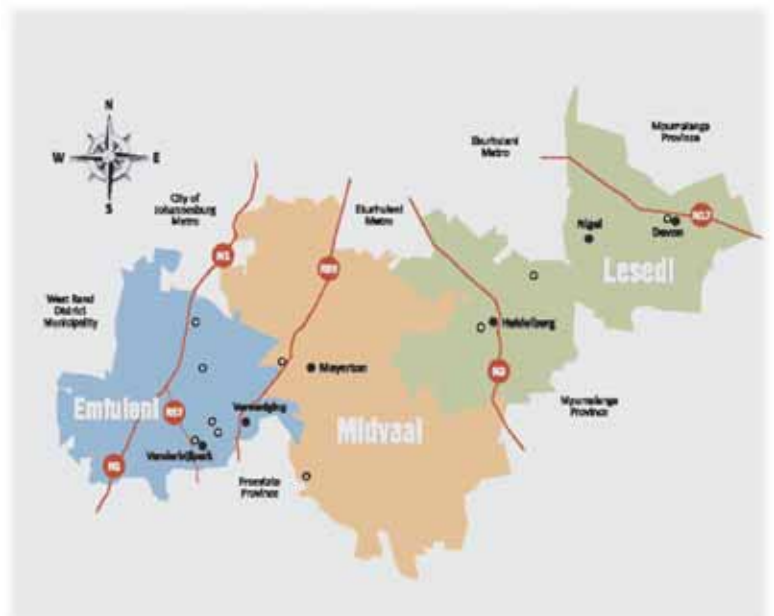 N
W E
S
Mpumalanga
Province
Ekurhuleni
Metro
City of
Johannesburg
Metro
Ekurhuleni
Metro
Nigel
Devon
N17
Lesedi
N1
R59
West Rand
District
Municipality
Heidelberg
Meyerton
N3
Emfuleni
Vereeniging
Mpumalanga
Province
Midvaal
Vanderbijlpark
N1
Freestate
Province